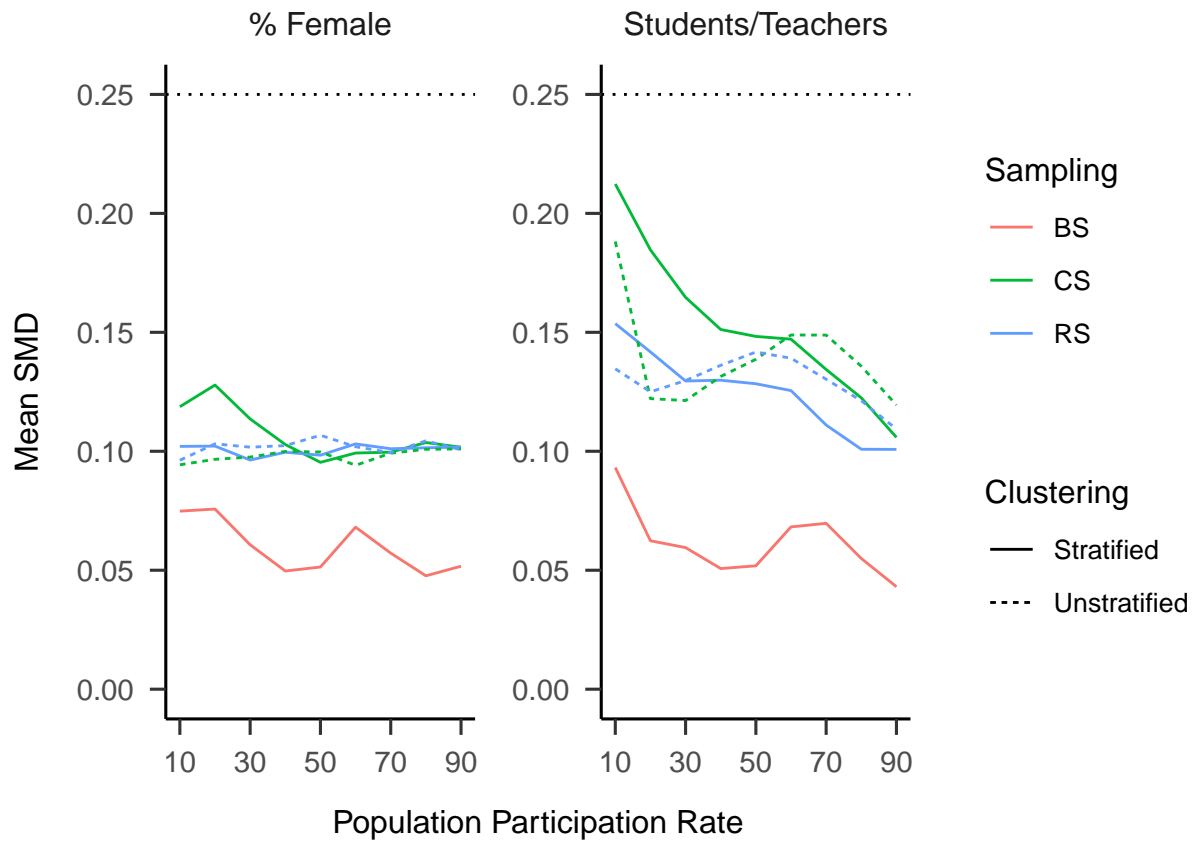 % Female
Students/Teachers
0.25
0.20
0.15
0.10
0.05
0.00
0.25
0.20
0.15
0.10
0.05
0.00
10 30 50 70 90
10 30 50 70 90
Mean SMD
Population Participation Rate
Sampling
BS
CS
RS
Clustering
Stratified
Unstratified